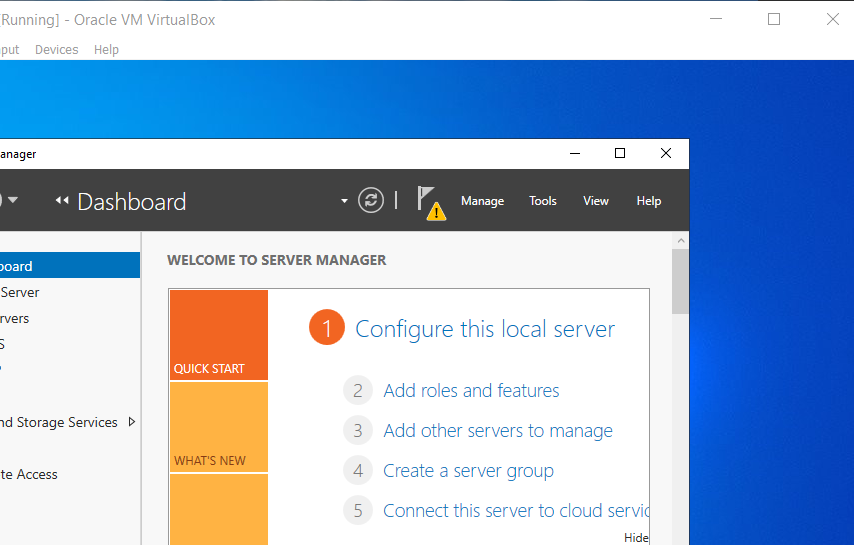 [Running] - Oracle VM VirtualBox
nput Devices Help
anager
Dashboard
Manage Tools View Help
board
Server
rvers
S
WELCOME TO SERVER MANAGER
QUICK START
WHAT'S NEW
1 Configure this local server
2 Add roles and features
3 Add other servers to manage
4 Create a server group
5 Connect this server to cloud servic
Hide
nd Storage Services
te Access